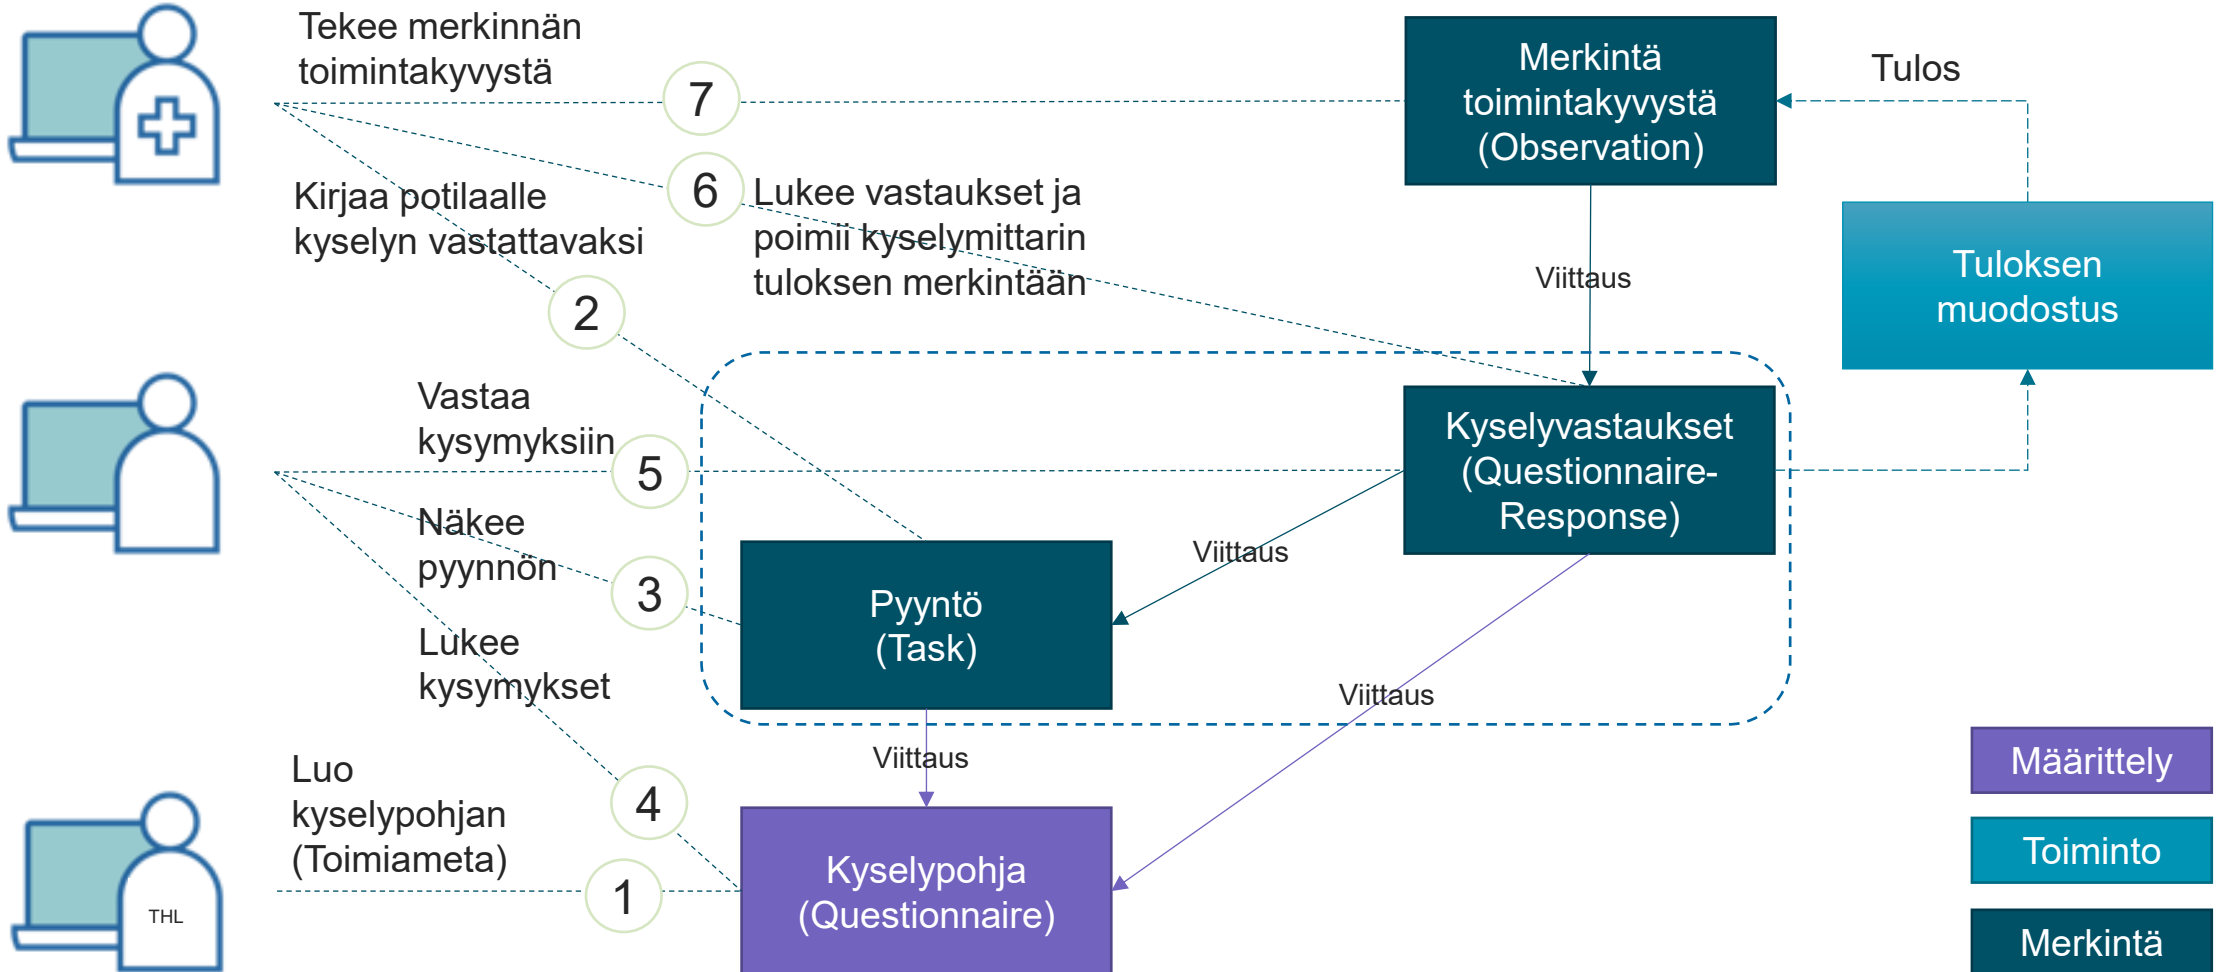 Tekee merkinnän
toimintakyvystä
7
Merkintä
toimintakyvystä
(Observation)
Tulos
Kirjaa potilaalle
kyselyn vastattavaksi
6
Lukee vastaukset ja
poimii kyselymittarin
tuloksen merkintään
Viittaus
Tuloksen
muodostus
2
Vastaa
kysymyksiin
5
Kyselyvastaukset
(Questionnaire-
Response)
Näkee
pyynnön
3
Viittaus
Pyyntö
(Task)
Lukee
kysymykset
Viittaus
Viittaus
4
Luo
kyselypohjan
(Toimiameta)
1
THL
Kyselypohja
(Questionnaire)
Määrittely
Toiminto
Merkintä